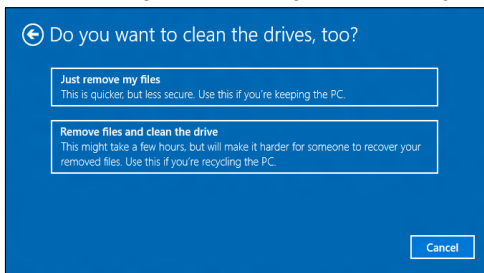 Do you want to clean the drives, too?
Just remove my files
This is quicker, but less secure. Use this if you're keeping the PC.
Remove files and clean the drive
This might take a few hours, but will make it harder for someone to recover your
removed files. Use this if you're recycling the PC.
Cancel